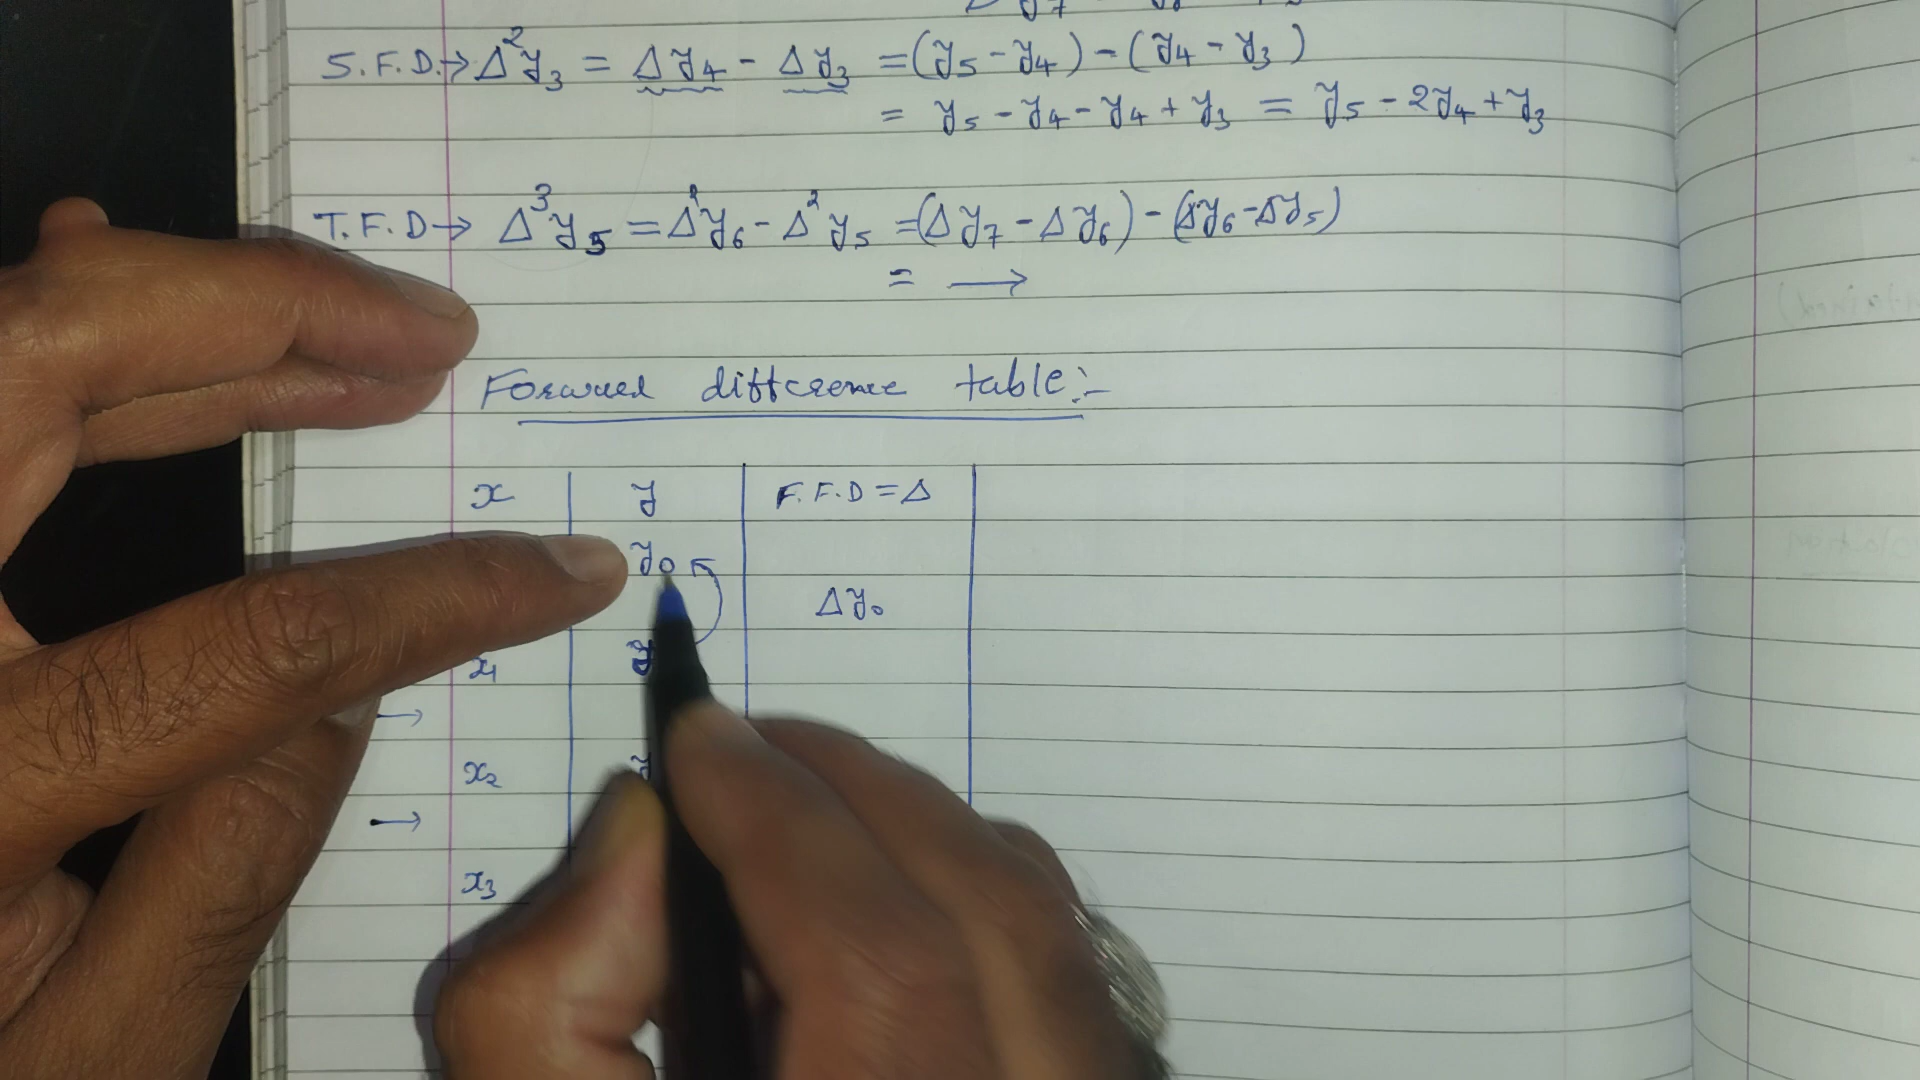 S.F.D.→ Δ²y₃ = Δy₄ - Δy₃ = (y₅ - y₄) - (y₄ - y₃)
= y₅ - y₄ - y₄ + y₃ = y₅ - 2y₄ + y₃
T.F.D→ Δ³y₅ = Δ²y₆ - Δ²y₅ = (Δy₇ - Δy₆) - (Δy₆ - Δy₅)
= →
Forward difference table:-
x y F.F.D = Δ
y₀
Δy₀
x₁ y
→
x₂ y
→
x₃